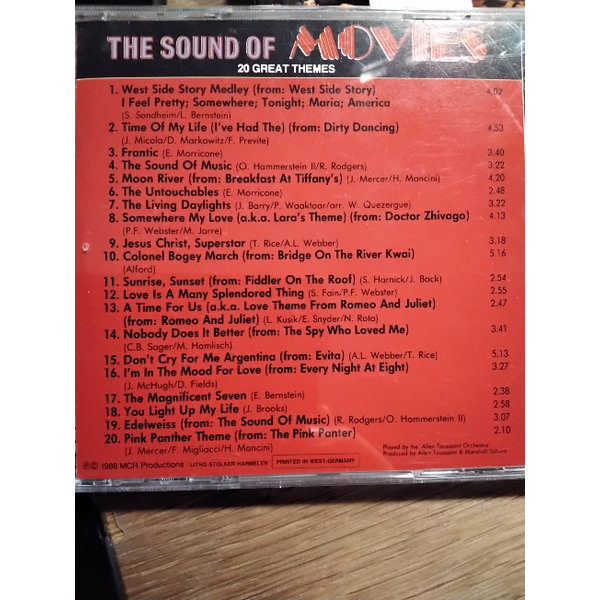 THE SOUND OF MOVIES
20 GREAT THEMES
1. West Side Story Medley (from: West Side Story) 4.02
I Feel Pretty; Somewhere; Tonight; Maria; America
(S. Sondheim/L. Bernstein)
2. Time Of My Life (I've Had The) (from: Dirty Dancing) 4.53
(J. Micola/D. Markowitz/F. Previte)
3. Frantic (E. Morricone) 3.40
4. The Sound Of Music (O. Hammerstein II/R. Rodgers) 3.22
5. Moon River (from: Breakfast At Tiffany's) (J. Mercer/H. Mancini) 4.20
6. The Untouchables (E. Morricone) 2.48
7. The Living Daylights (J. Barry/P. Waaktaar/arr. W. Quezergue) 3.22
8. Somewhere My Love (a.k.a. Lara's Theme) (from: Doctor Zhivago) 4.13
(P.F. Webster/M. Jarre)
9. Jesus Christ, Superstar (T. Rice/A.L. Webber) 3.18
10. Colonel Bogey March (from: Bridge On The River Kwai) 5.16
(Alford)
11. Sunrise, Sunset (from: Fiddler On The Roof) (S. Harnick/J. Bock) 2.54
12. Love Is A Many Splendored Thing (S. Fain/P.F. Webster) 2.55
13. A Time For Us (a.k.a. Love Theme From Romeo And Juliet) 2.47
(from: Romeo And Juliet) (L. Kusik/E. Snyder/N. Rota)
14. Nobody Does It Better (from: The Spy Who Loved Me) 3.41
(C.B. Sager/M. Hamlisch)
15. Don't Cry For Me Argentina (from: Evita) (A.L. Webber/T. Rice) 5.13
16. I'm In The Mood For Love (from: Every Night At Eight) 3.27
(J. McHugh/D. Fields)
17. The Magnificent Seven (E. Bernstein) 2.38
18. You Light Up My Life (J. Brooks) 2.58
19. Edelweiss (from: The Sound Of Music) (R. Rodgers/O. Hammerstein II) 3.07
20. Pink Panther Theme (from: The Pink Panter) 2.10
(J. Mercer/F. Migliacci/H. Mancini)
Played by the 'Allen Toussaint Orchestra'
Produced by Allen Toussaint & Marshall Sehorn
℗© 1988 MCR Productions LITHO STOLKER HARMELEN PRINTED IN WEST-GERMANY